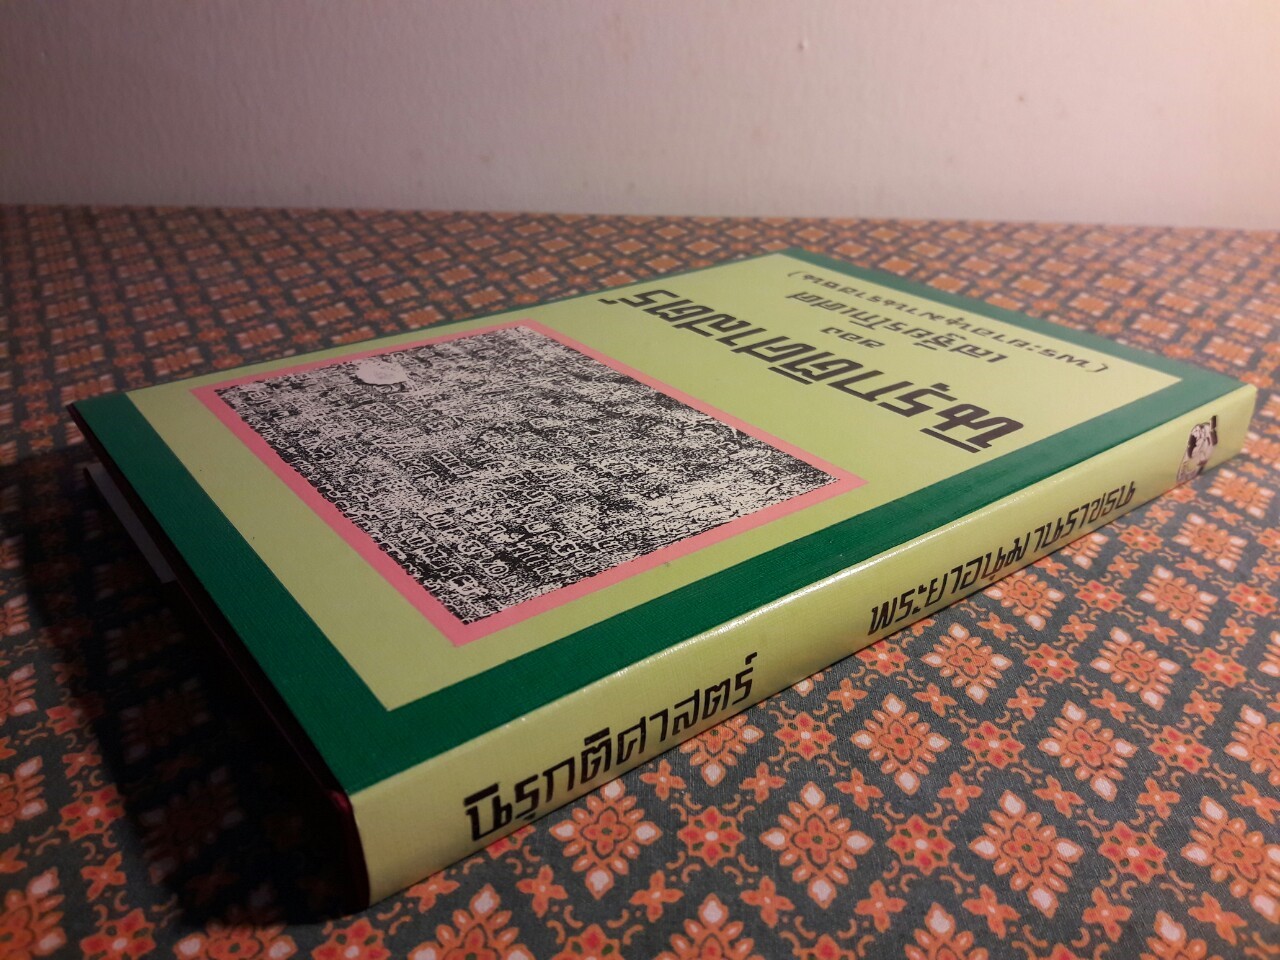 นิรุกติศาสตร์
ของ
เสฐียรโกเศศ
(พระยาอนุมานราชธน)
นิรุกติศาสตร์
พระยาอนุมานราชธน